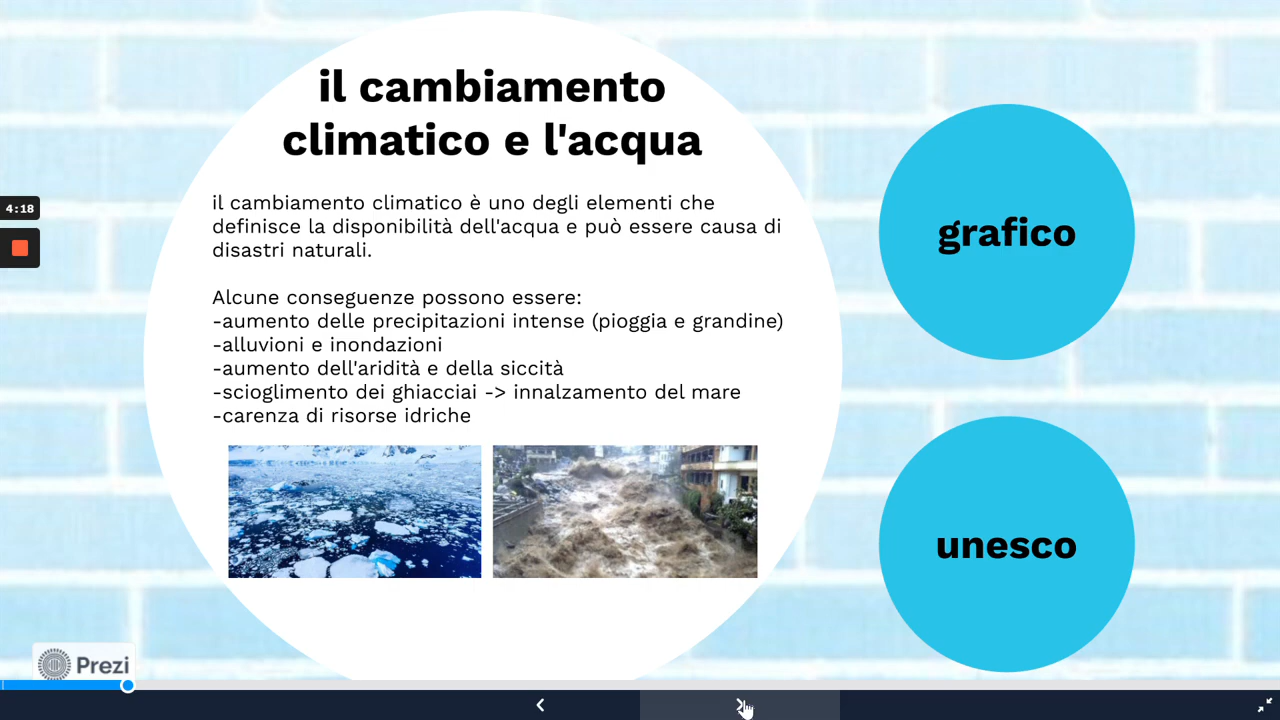 il cambiamento
climatico e l'acqua
il cambiamento climatico è uno degli elementi che
definisce la disponibilità dell'acqua e può essere causa di
disastri naturali.
Alcune conseguenze possono essere:
-aumento delle precipitazioni intense (pioggia e grandine)
-alluvioni e inondazioni
-aumento dell'aridità e della siccità
-scioglimento dei ghiacciai -> innalzamento del mare
-carenza di risorse idriche
grafico
unesco
4:18
Prezi